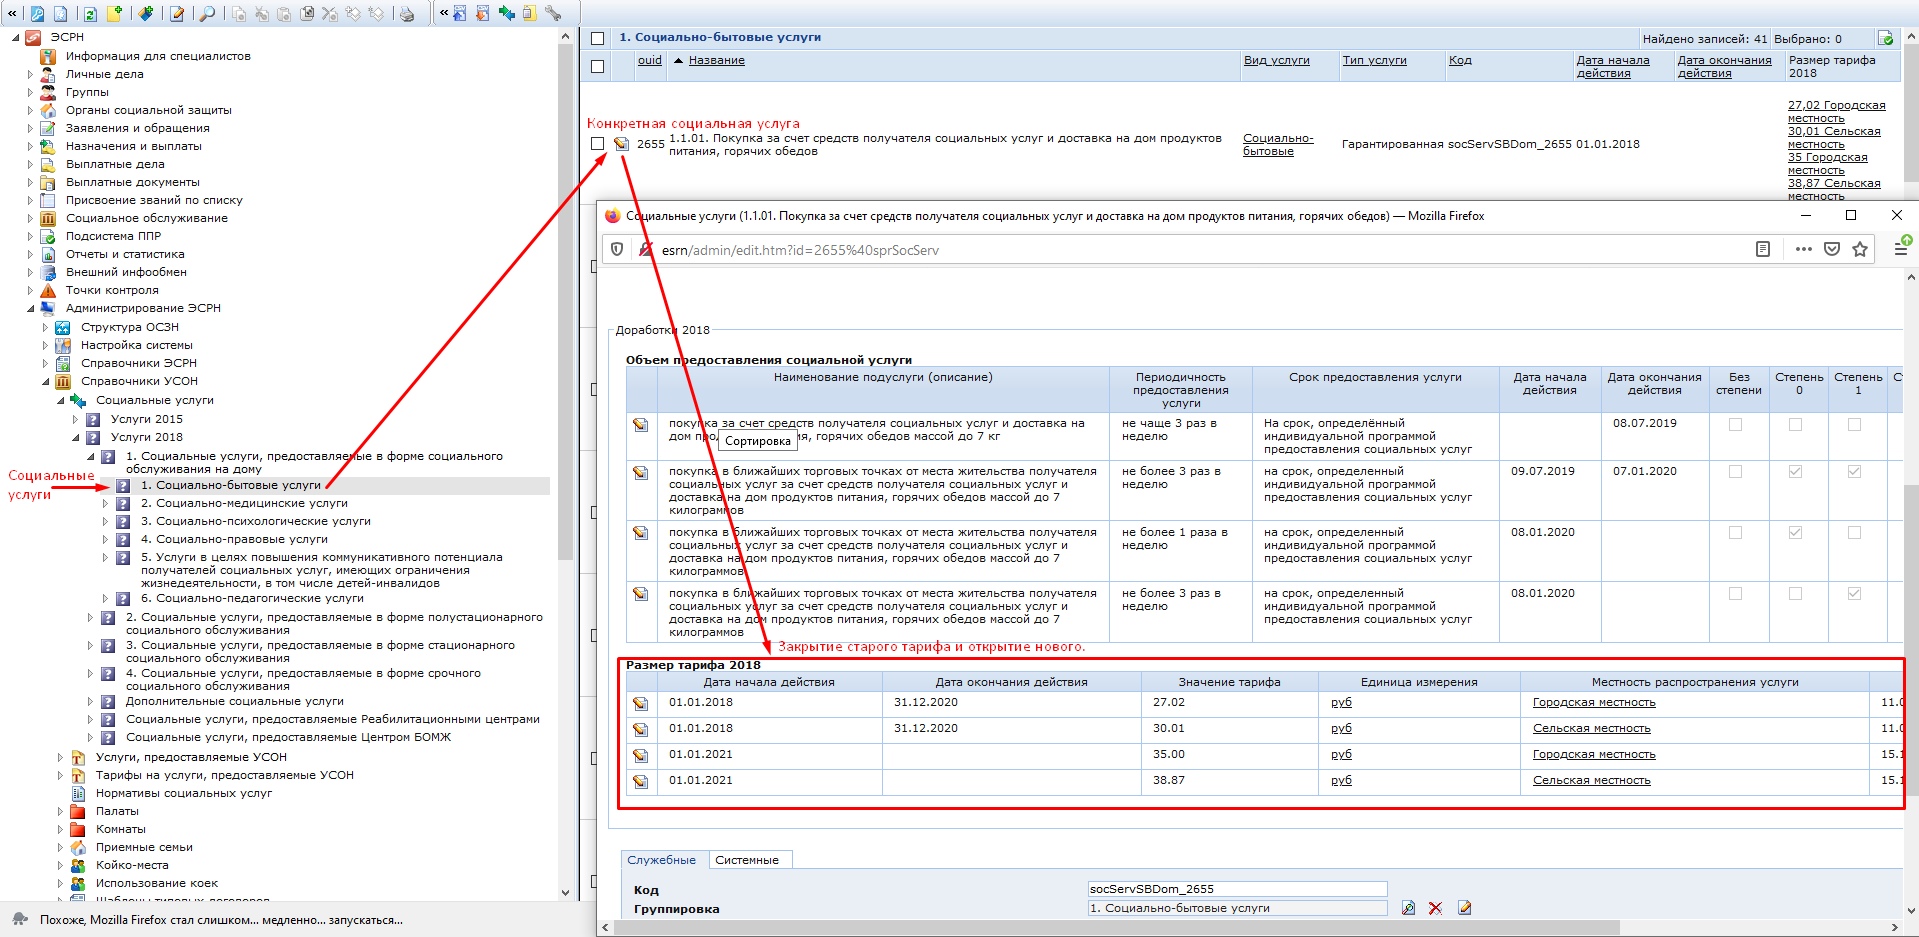 ЭСРН
Информация для специалистов
Личные дела
Группы
Органы социальной защиты
Заявления и обращения
Назначения и выплаты
Выплатные дела
Выплатные документы
Присвоение званий по списку
Социальное обслуживание
Подсистема ППР
Отчеты и статистика
Внешний инфообмен
Точки контроля
Администрирование ЭСРН
Структура ОСЗН
Настройка системы
Справочники ЭСРН
Справочники УСОН
Социальные услуги
Услуги 2015
Услуги 2018
1. Социальные услуги, предоставляемые в форме социального
обслуживания на дому
Социальные
услуги
1. Социально-бытовые услуги
2. Социально-медицинские услуги
3. Социально-психологические услуги
4. Социально-правовые услуги
5. Услуги в целях повышения коммуникативного потенциала
получателей социальных услуг, имеющих ограничения
жизнедеятельности, в том числе детей-инвалидов
6. Социально-педагогические услуги
2. Социальные услуги, предоставляемые в форме полустационарного
социального обслуживания
3. Социальные услуги, предоставляемые в форме стационарного
социального обслуживания
4. Социальные услуги, предоставляемые в форме срочного
социального обслуживания
Дополнительные социальные услуги
Социальные услуги, предоставляемые Реабилитационными центрами
Социальные услуги, предоставляемые Центром БОМЖ
Услуги, предоставляемые УСОН
Тарифы на услуги, предоставляемые УСОН
Нормативы социальных услуг
Палаты
Комнаты
Приемные семьи
Койко-места
Использование коек
Шаблоны типовых договоров
Похоже, Mozilla Firefox стал слишком... медленно... запускаться...
1. Социально-бытовые услуги
Найдено записей: 41 Выбрано: 0
ouid Название Вид услуги Тип услуги Код Дата начала действия Дата окончания действия Размер тарифа 2018
Конкретная социальная услуга
2655 1.1.01. Покупка за счет средств получателя социальных услуг и доставка на дом продуктов
питания, горячих обедов
Социально-
бытовые
Гарантированная socServSBDom_2655 01.01.2018
27,02 Городская
местность
30,01 Сельская
местность
35 Городская
местность
38,87 Сельская
местность
Социальные услуги (1.1.01. Покупка за счет средств получателя социальных услуг и доставка на дом продуктов питания, горячих обедов) — Mozilla Firefox
esrn/admin/edit.htm?id=2655%40sprSocServ
Доработки 2018
Объем предоставления социальной услуги
Наименование подуслуги (описание) Периодичность предоставления услуги Срок предоставления услуги Дата начала действия Дата окончания действия Без степени Степень 0 Степень 1
покупка за счет средств получателя социальных услуг и доставка на
дом про ия, горячих обедов массой до 7 кг
Сортировка
не чаще 3 раз в
неделю
На срок, определённый
индивидуальной программой
предоставления социальных услуг
08.07.2019
покупка в ближайших торговых точках от места жительства получателя
социальных услуг за счет средств получателя социальных услуг и
доставка на дом продуктов питания, горячих обедов массой до 7
килограммов
не более 3 раз в
неделю
на срок, определенный
индивидуальной программой
предоставления социальных услуг
09.07.2019 07.01.2020
покупка в ближайших торговых точках от места жительства получателя
социальных услуг за счет средств получателя социальных услуг и
доставка на дом продуктов питания, горячих обедов массой до 7
килограммов
не более 1 раза в
неделю
на срок, определенный
индивидуальной программой
предоставления социальных услуг
08.01.2020
покупка в ближайших торговых точках от места жительства получателя
социальных услуг за счет средств получателя социальных услуг и
доставка на дом продуктов питания, горячих обедов массой до 7
килограммов
не более 3 раз в
неделю
на срок, определенный
индивидуальной программой
предоставления социальных услуг
08.01.2020
Закрытие старого тарифа и открытие нового.
Размер тарифа 2018
Дата начала действия Дата окончания действия Значение тарифа Единица измерения Местность распространения услуги
01.01.2018 31.12.2020 27.02 руб Городская местность 11.0
01.01.2018 31.12.2020 30.01 руб Сельская местность 11.0
01.01.2021 35.00 руб Городская местность 15.1
01.01.2021 38.87 руб Сельская местность 15.1
Служебные Системные
Код socServSBDom_2655
Группировка 1. Социально-бытовые услуги